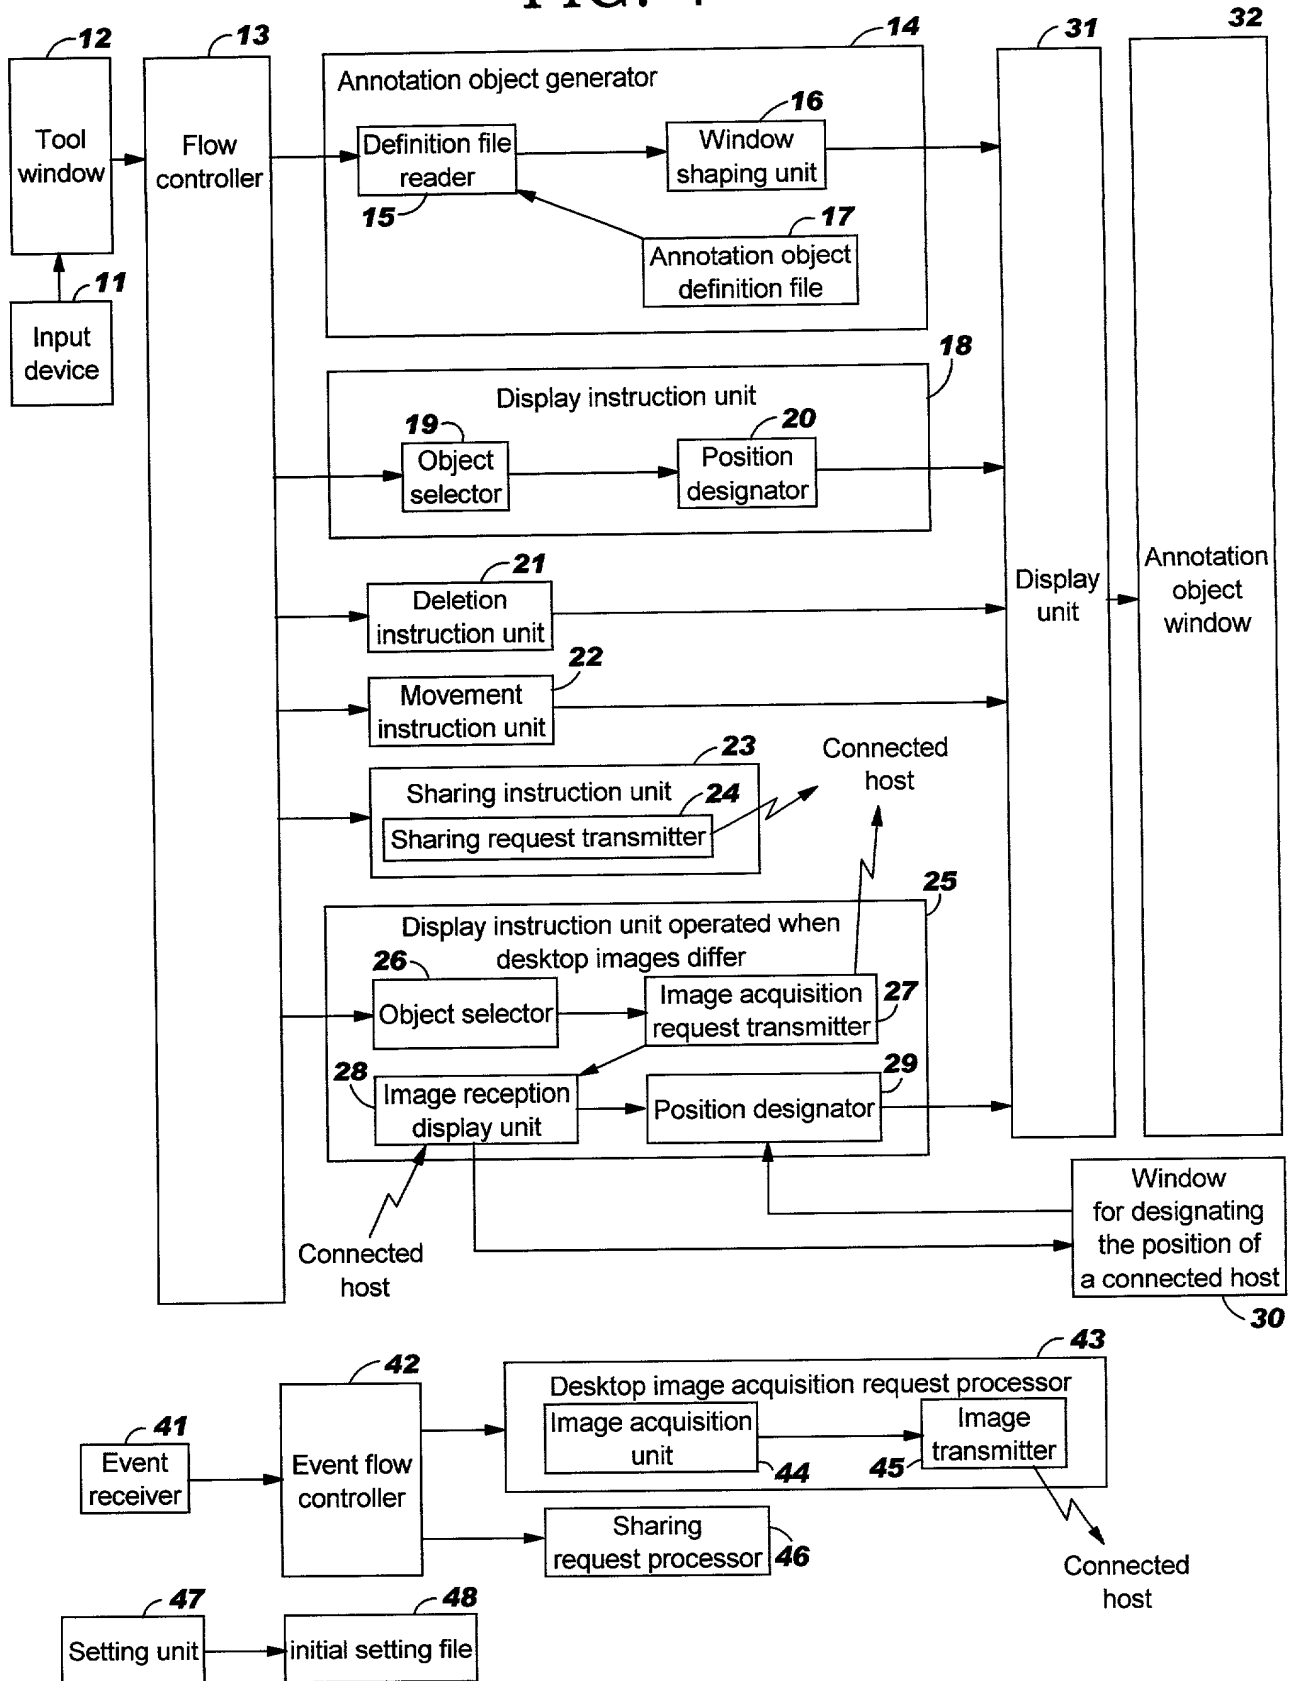 12
13
14
31
32
Annotation object generator
16
Tool
window
Flow
controller
Definition file
reader
Window
shaping unit
15
17
Annotation object
definition file
11
Input
device
18
Display instruction unit
19
20
Object
selector
Position
designator
21
Deletion
instruction unit
Display
unit
Annotation
object
window
22
Movement
instruction unit
23
Connected
host
Sharing instruction unit
24
Sharing request transmitter
25
Display instruction unit operated when
desktop images differ
26
Object selector
Image acquisition
request transmitter
27
28
29
Image reception
display unit
Position designator
Window
for designating
the position of
a connected host
Connected
host
30
43
42
Desktop image acquisition request processor
Image acquisition
unit
Image
transmitter
41
Event
receiver
Event flow
controller
44
45
Sharing
request processor
46
Connected
host
47
48
Setting unit
initial setting file